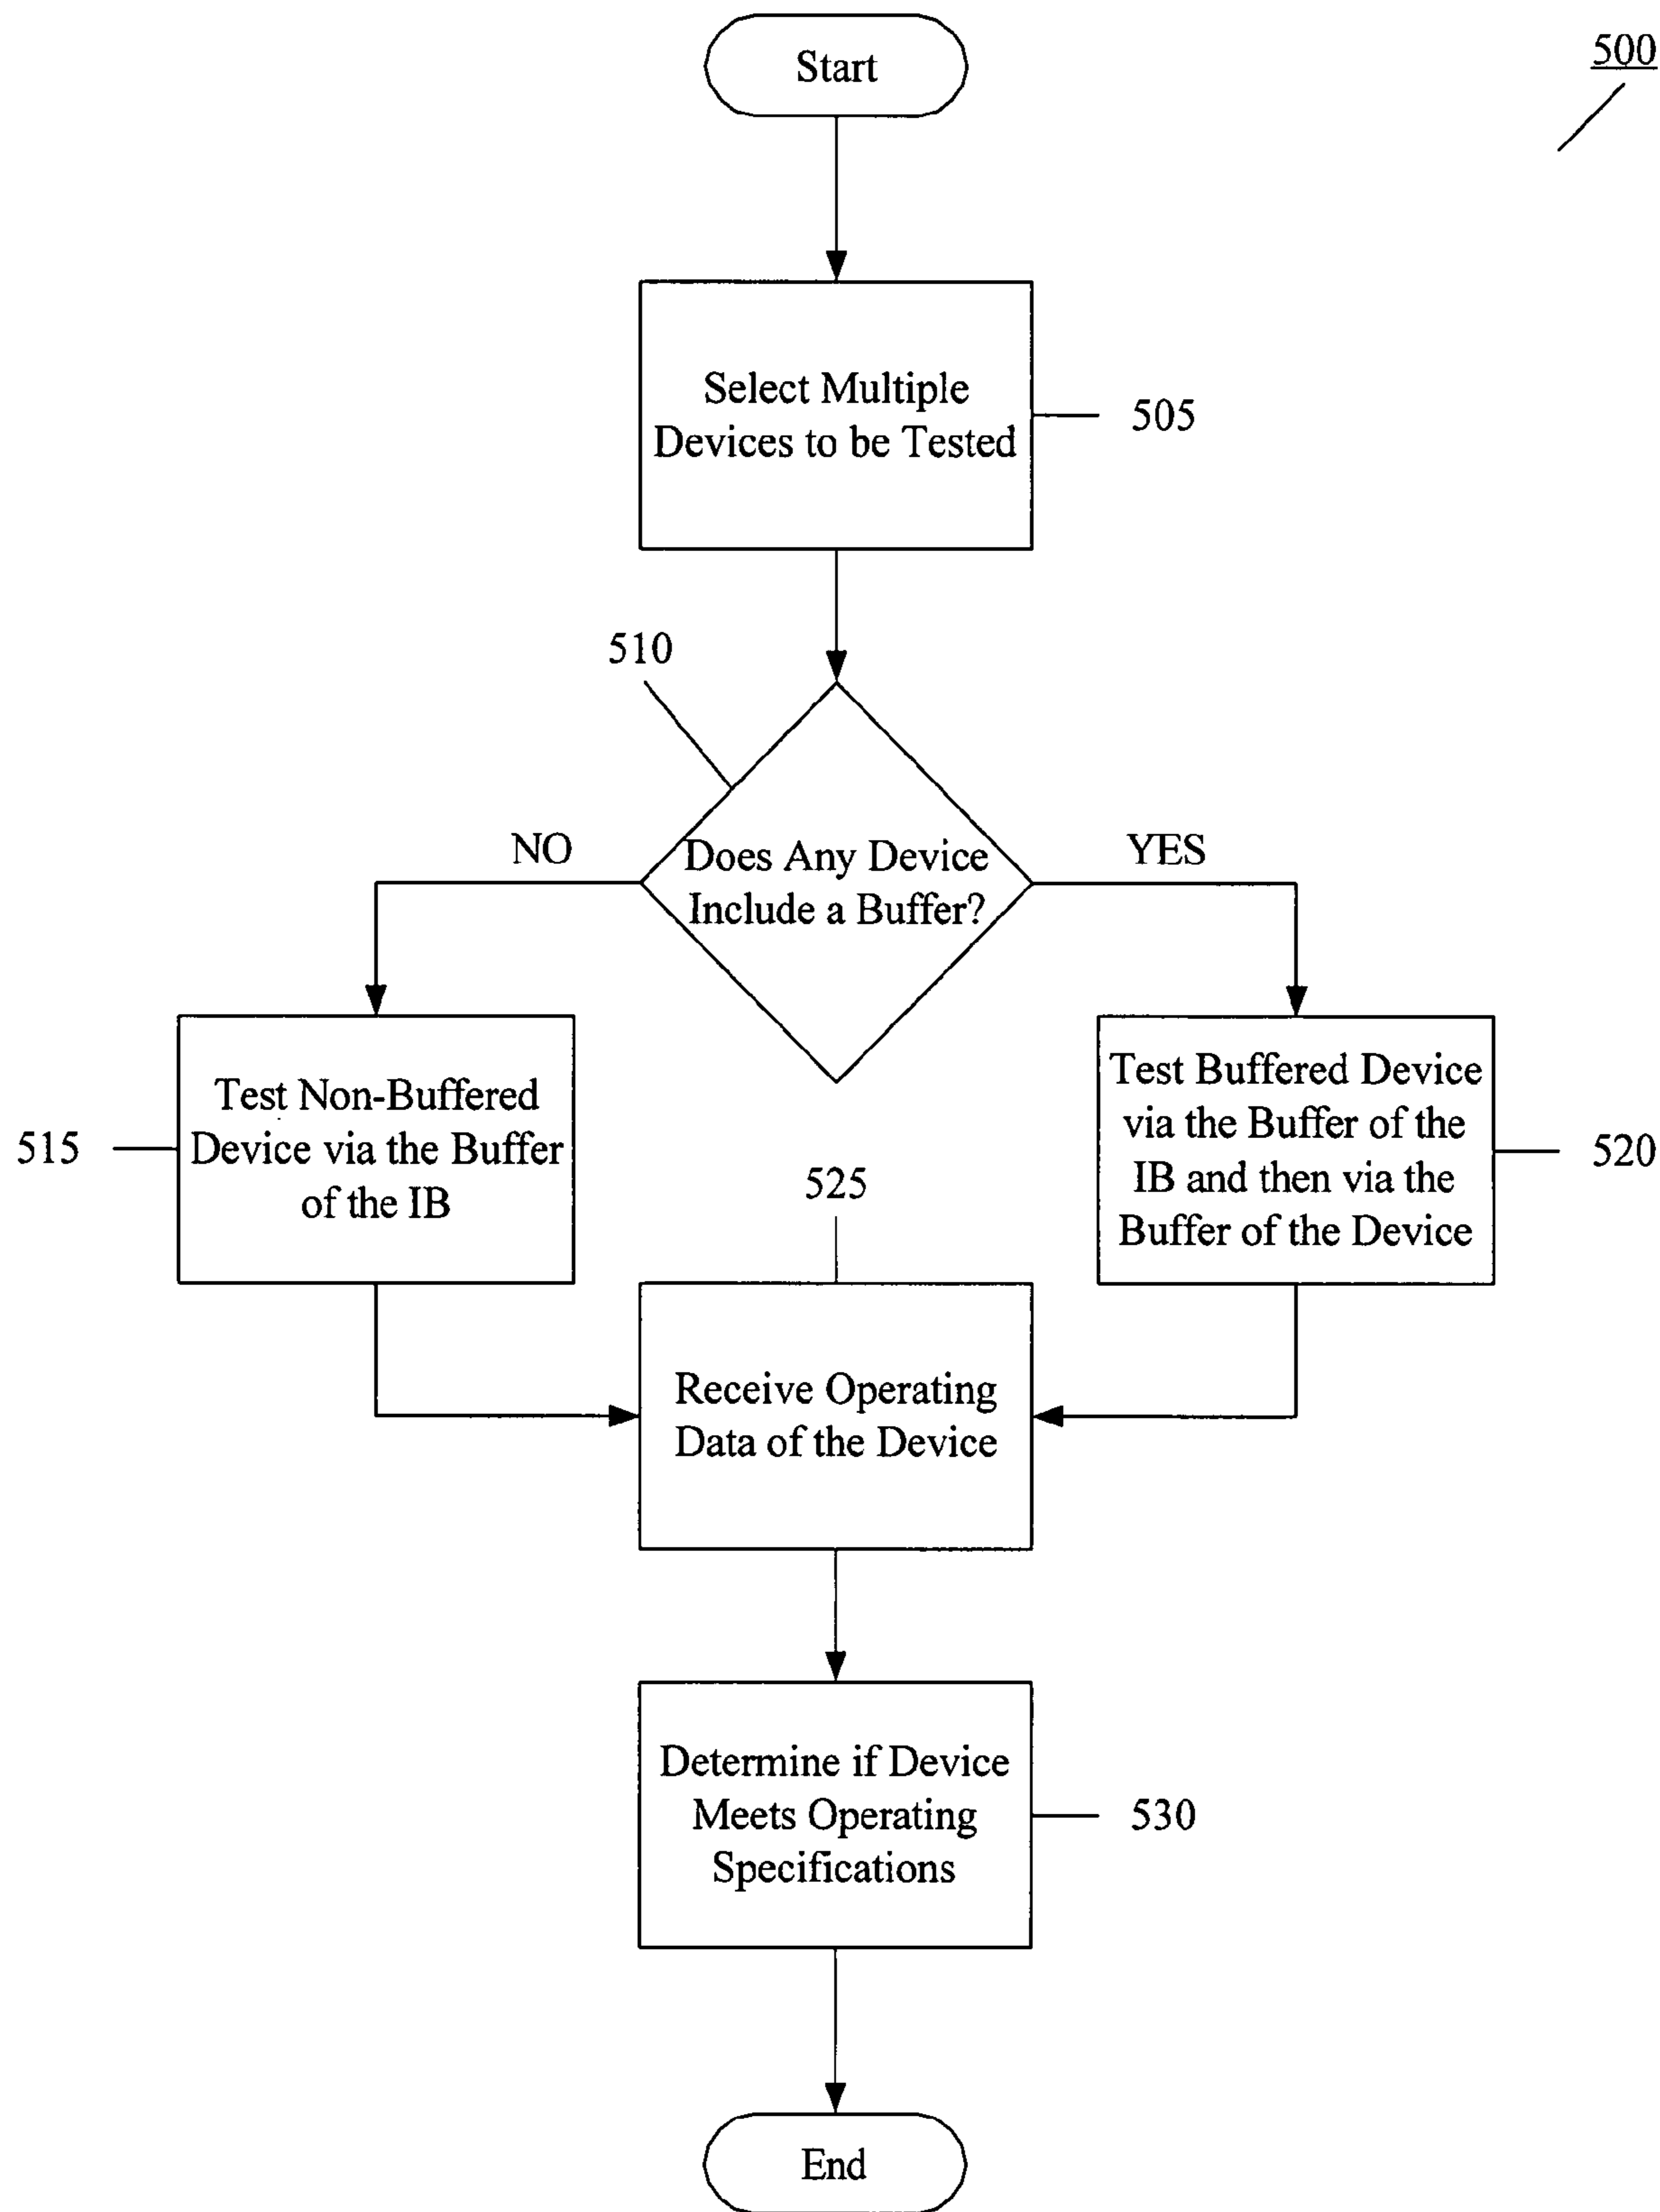 Start
500
Select Multiple
Devices to be Tested
505
510
NO
Does Any Device
Include a Buffer?
YES
515
Test Non-Buffered
Device via the Buffer
of the IB
Test Buffered Device
via the Buffer of the
IB and then via the
Buffer of the Device
520
525
Receive Operating
Data of the Device
Determine if Device
Meets Operating
Specifications
530
End